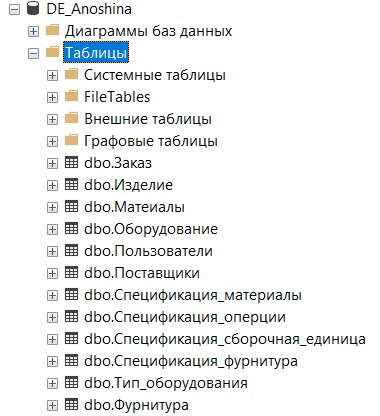 DE_Anoshina
Диаграммы баз данных
Таблицы
Системные таблицы
FileTables
Внешние таблицы
Графовые таблицы
dbo.Заказ
dbo.Изделие
dbo.Матеиалы
dbo.Оборудование
dbo.Пользователи
dbo.Поставщики
dbo.Спецификация_материалы
dbo.Спецификация_оперции
dbo.Спецификация_сборочная_единица
dbo.Спецификация_фурнитура
dbo.Тип_оборудования
dbo.Фурнитура